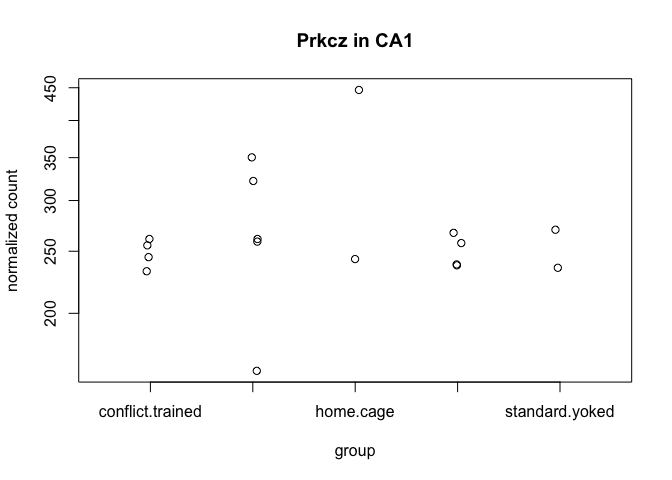 Prkcz in CA1
normalized count
450
350
300
250
200
conflict.trained
home.cage
standard.yoked
group